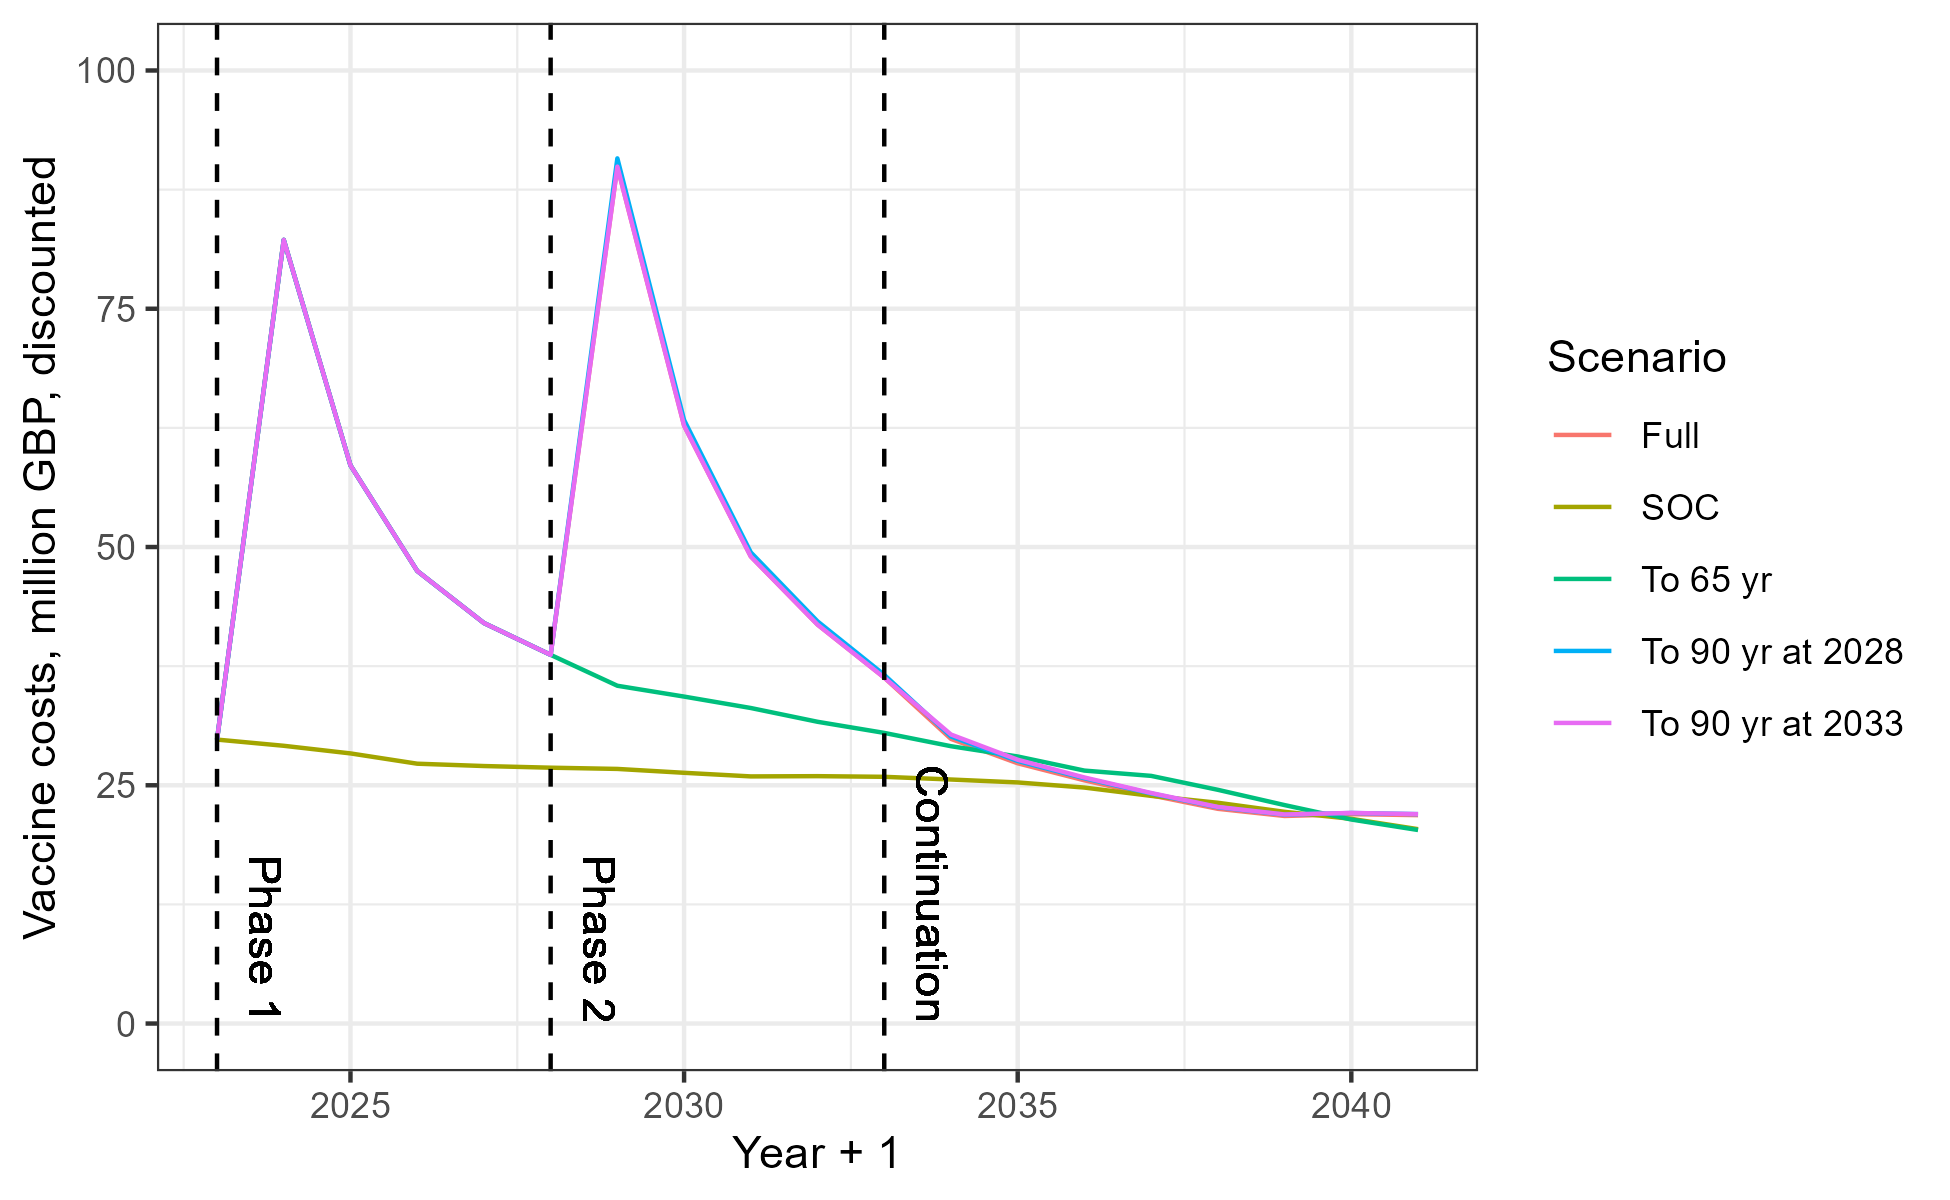 Vaccine costs, million GBP, discounted
100
75
50
25
0
Phase 1
Phase 2
Continuation
2025
2030
2035
2040
Year + 1
Scenario
Full
SOC
To 65 yr
To 90 yr at 2028
To 90 yr at 2033